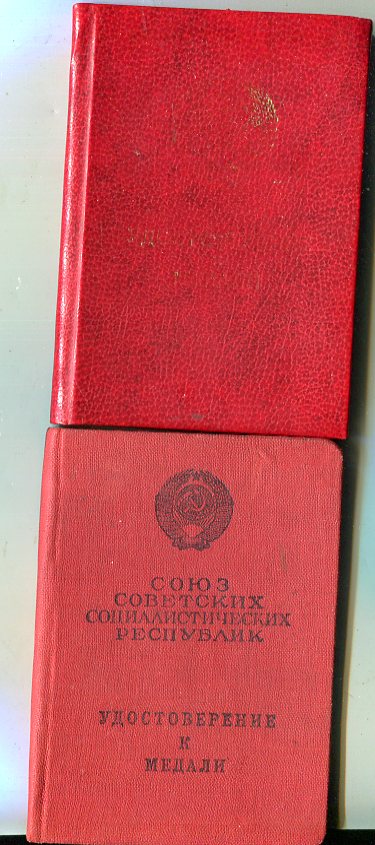 СОЮЗ
СОВЕТСКИХ
СОЦИАЛИСТИЧЕСКИХ
РЕСПУБЛИК
УДОСТОВЕРЕНИЕ
К
МЕДАЛИ